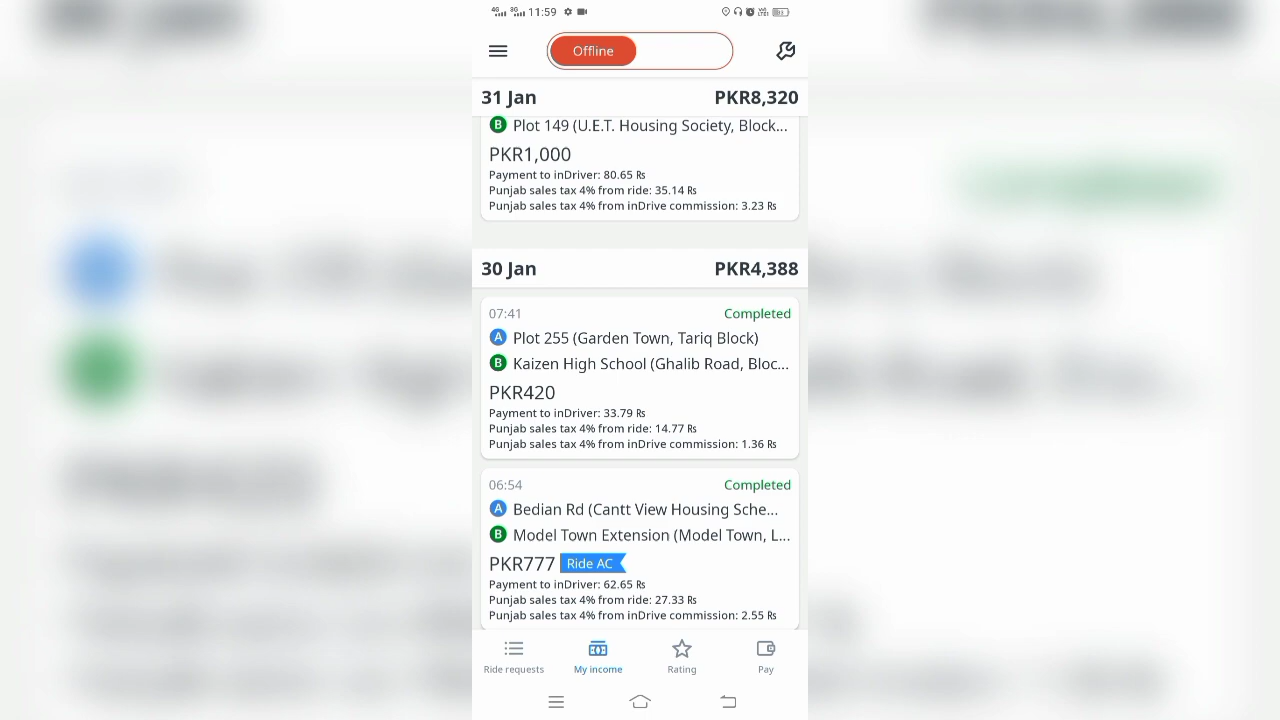 4G 3G 11:59
Offline
31 Jan PKR8,320
B Plot 149 (U.E.T. Housing Society, Block...
PKR1,000
Payment to inDriver: 80.65 ₨
Punjab sales tax 4% from ride: 35.14 ₨
Punjab sales tax 4% from inDrive commission: 3.23 ₨
30 Jan PKR4,388
07:41 Completed
A Plot 255 (Garden Town, Tariq Block)
B Kaizen High School (Ghalib Road, Bloc...
PKR420
Payment to inDriver: 33.79 ₨
Punjab sales tax 4% from ride: 14.77 ₨
Punjab sales tax 4% from inDrive commission: 1.36 ₨
06:54 Completed
A Bedian Rd (Cantt View Housing Sche...
B Model Town Extension (Model Town, L...
PKR777 Ride AC
Payment to inDriver: 62.65 ₨
Punjab sales tax 4% from ride: 27.33 ₨
Punjab sales tax 4% from inDrive commission: 2.55 ₨
Ride requests My income Rating Pay